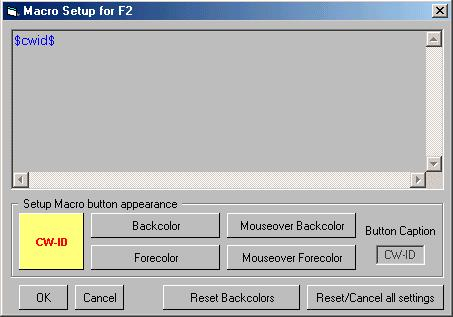 Macro Setup for F2
$cwid$
Setup Macro button appearance
CW-ID
Backcolor
Mouseover Backcolor
Button Caption
Forecolor
Mouseover Forecolor
CW-ID
OK
Cancel
Reset Backcolors
Reset/Cancel all settings